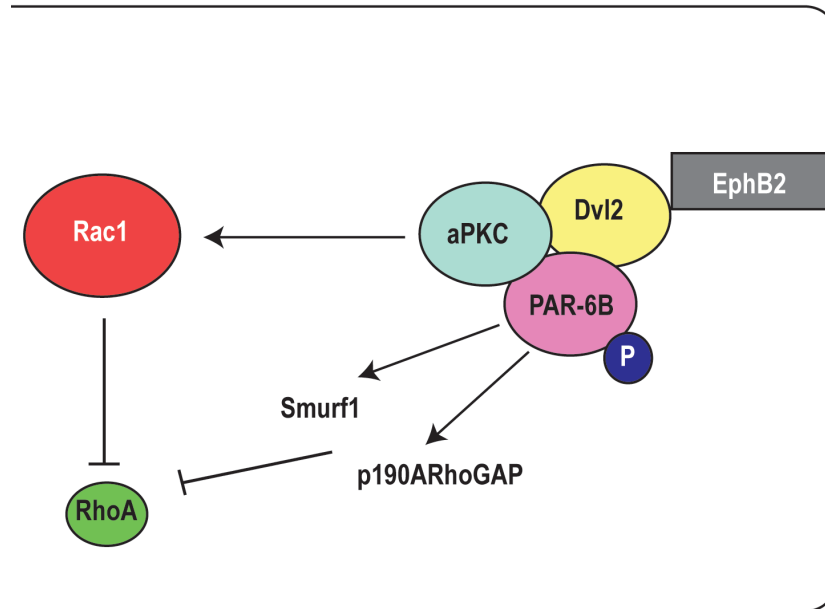 EphB2
Dvl2
Rac1
aPKC
PAR-6B
P
Smurf1
p190ARhoGAP
RhoA